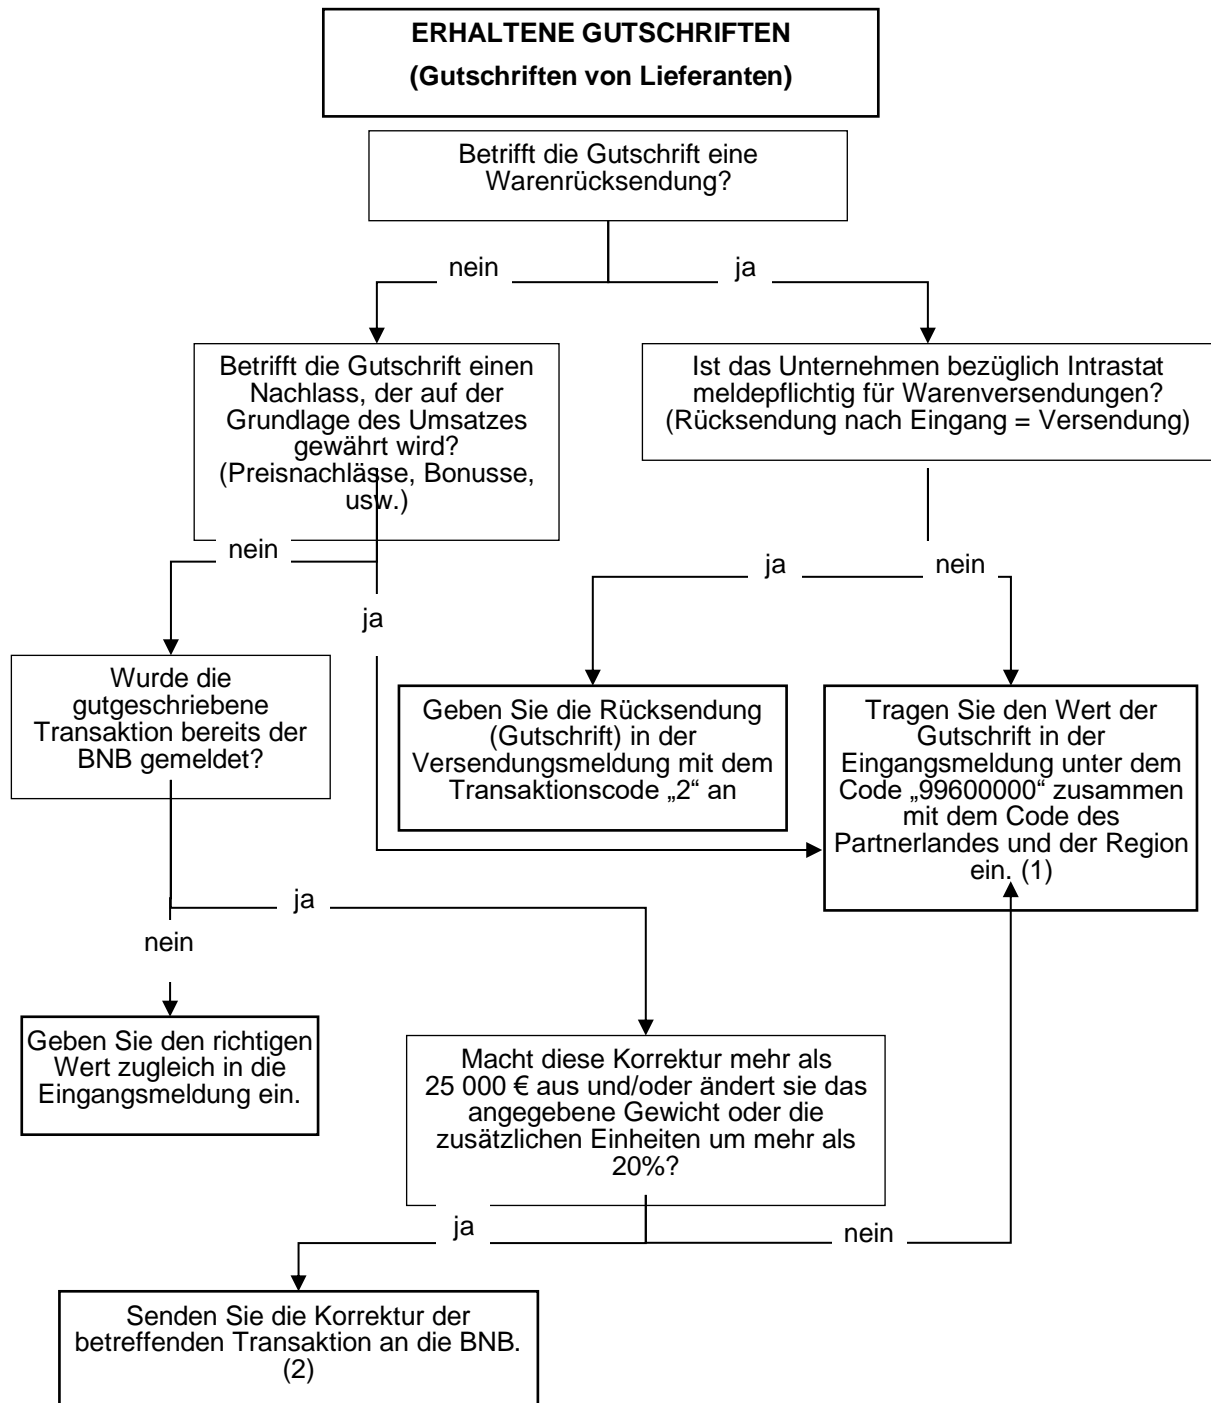 ERHALTENE GUTSCHRIFTEN
(Gutschriften von Lieferanten)
Betrifft die Gutschrift eine
Warenrücksendung?
nein
ja
Betrifft die Gutschrift einen
Nachlass, der auf der
Grundlage des Umsatzes
gewährt wird?
(Preisnachlässe, Bonusse,
usw.)
Ist das Unternehmen bezüglich Intrastat
meldepflichtig für Warenversendungen?
(Rücksendung nach Eingang = Versendung)
nein
ja
ja
nein
Wurde die
gutgeschriebene
Transaktion bereits der
BNB gemeldet?
Geben Sie die Rücksendung
(Gutschrift) in der
Versendungsmeldung mit dem
Transaktionscode „2“ an
Tragen Sie den Wert der
Gutschrift in der
Eingangsmeldung unter dem
Code „99600000“ zusammen
mit dem Code des
Partnerlandes und der Region
ein. (1)
ja
nein
Geben Sie den richtigen
Wert zugleich in die
Eingangsmeldung ein.
Macht diese Korrektur mehr als
25 000 € aus und/oder ändert sie das
angegebene Gewicht oder die
zusätzlichen Einheiten um mehr als
20%?
ja
nein
Senden Sie die Korrektur der
betreffenden Transaktion an die BNB.
(2)